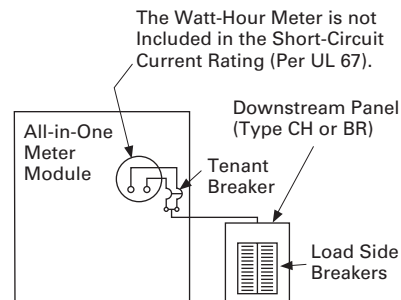 The Watt-Hour Meter is not
Included in the Short-Circuit
Current Rating (Per UL 67).
Downstream Panel
(Type CH or BR)
All-in-One
Meter
Module
Tenant
Breaker
Load Side
Breakers